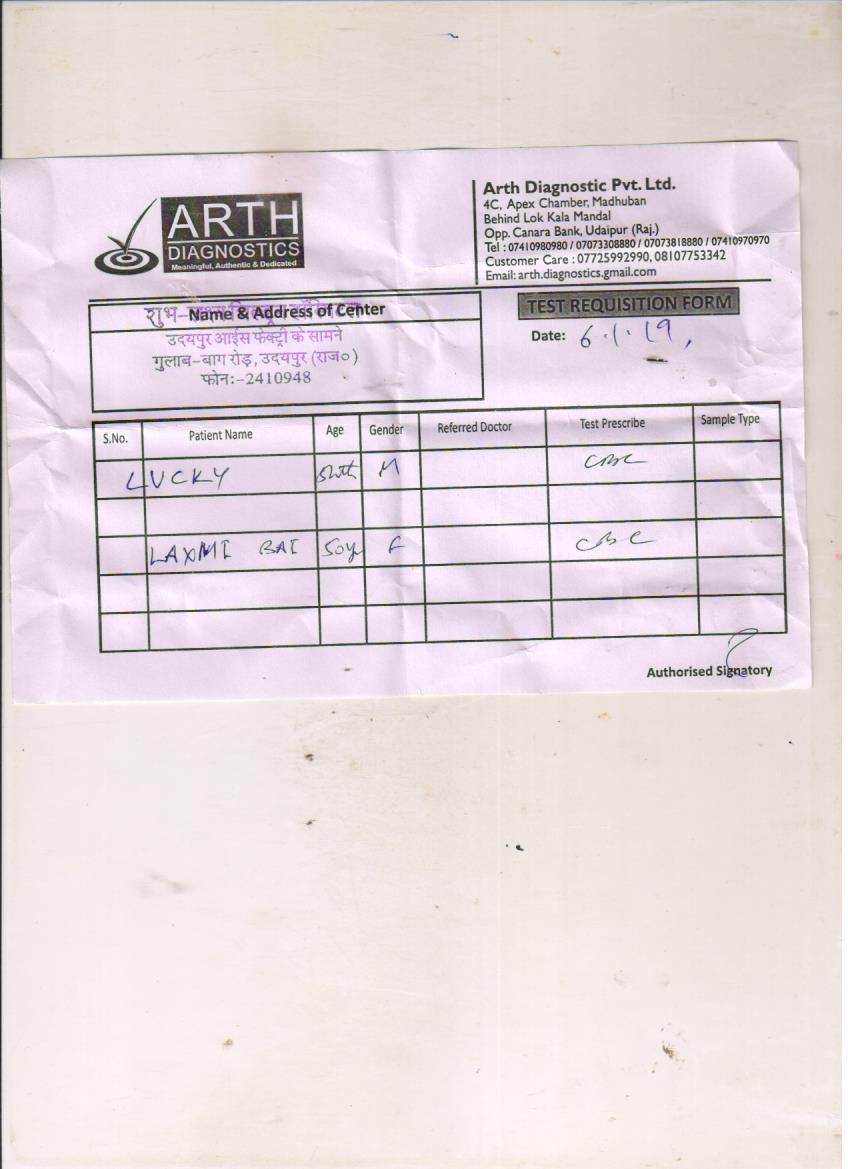 ARTH
DIAGNOSTICS
Meaningful, Authentic & Dedicated
Arth Diagnostic Pvt. Ltd.
4C, Apex Chamber, Madhuban
Behind Lok Kala Mandal
Opp. Canara Bank, Udaipur (Raj.)
Tel : 07410980980 / 07073308880 / 07073818880 / 07410970970
Customer Care : 07725992990, 08107753342
Email: arth.diagnostics.gmail.com
Name & Address of Center
शुभ-
उदयपुर आईस फेक्ट्री के सामने
गुलाब-बाग रोड़, उदयपुर (राज०)
फोन:-2410948
TEST REQUISITION FORM
Date: 6.1.19,
S.No. Patient Name Age Gender Referred Doctor Test Prescribe Sample Type
LUCKY M CBC
LAXMI BAI 50y F CBC
Authorised Signatory